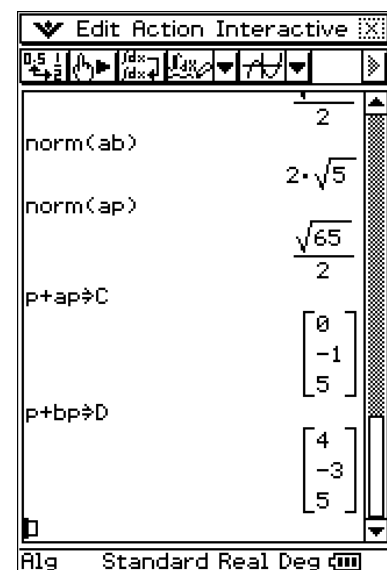 Edit Action Interactive
2
norm(ab)
2·√5
norm(ap)
√65
2
p+ap⇒C
[0
-1
5]
p+bp⇒D
[4
-3
5]
Alg Standard Real Deg